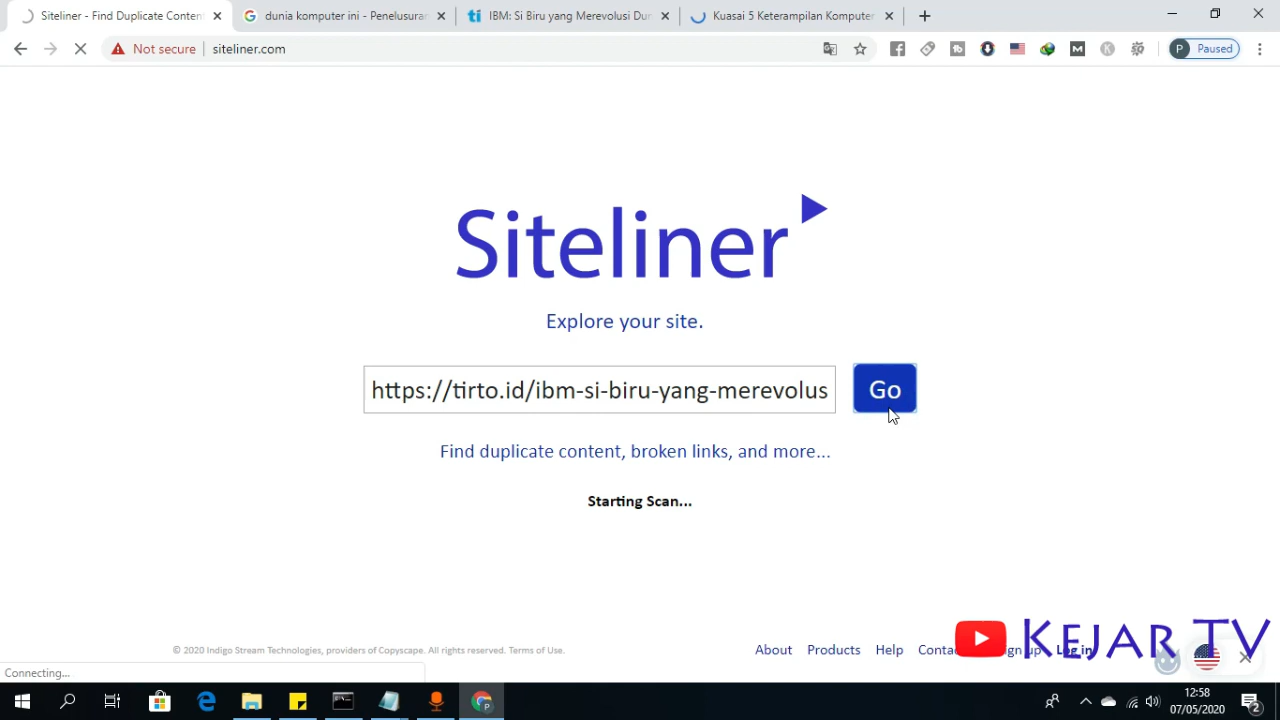 Siteliner - Find Duplicate Content
dunia komputer ini - Penelusuran
IBM: Si Biru yang Merevolusi Dun
Kuasai 5 Keterampilan Komputer
Not secure
siteliner.com
P Paused
Siteliner
Explore your site.
https://tirto.id/ibm-si-biru-yang-merevolus
Go
Find duplicate content, broken links, and more...
Starting Scan...
© 2020 Indigo Stream Technologies, providers of Copyscape. All rights reserved. Terms of Use.
About
Products
Help
Log in
KEJAR TV
Connecting...
12:58
07/05/2020
2